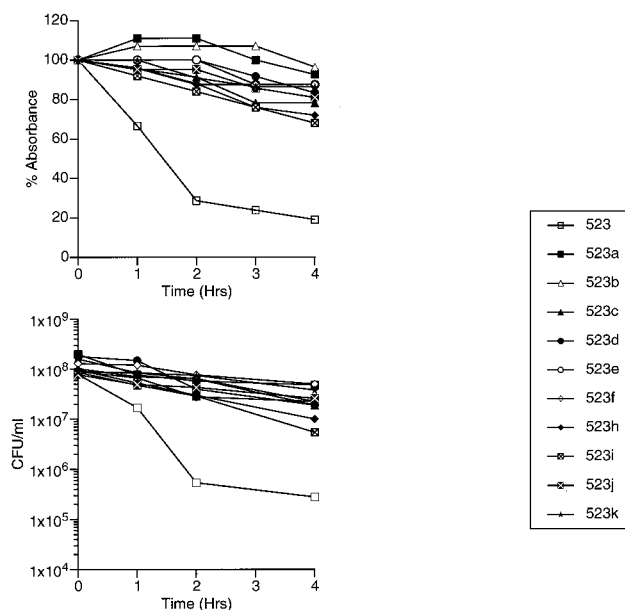 120
100
80
60
40
20
0
% Absorbance
0 1 2 3 4
Time (Hrs)
1x10⁹
1x10⁸
1x10⁷
1x10⁶
1x10⁵
1x10⁴
CFU/ml
0 1 2 3 4
Time (Hrs)
523
523a
523b
523c
523d
523e
523f
523h
523i
523j
523k